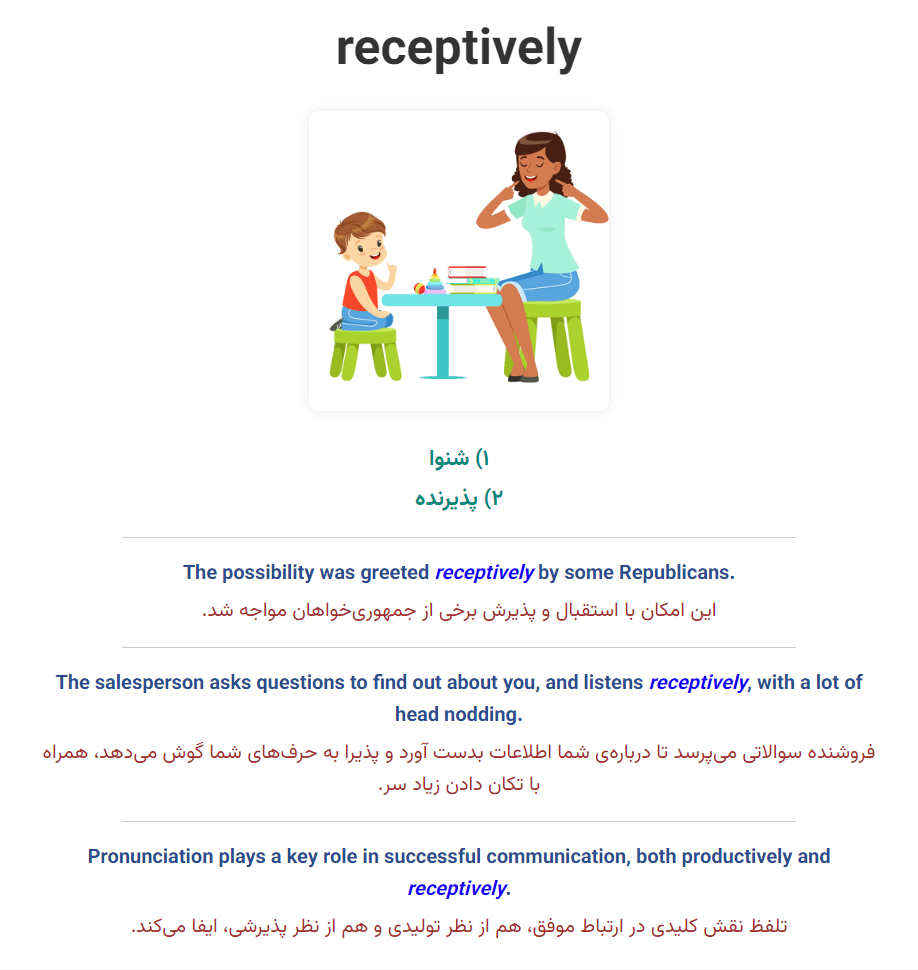 receptively
۱) شنوا
۲) پذیرنده
The possibility was greeted receptively by some Republicans.
این امکان با استقبال و پذیرش برخی از جمهوری‌خواهان مواجه شد.
The salesperson asks questions to find out about you, and listens receptively, with a lot of
head nodding.
فروشنده سوالاتی می‌پرسد تا درباره‌ی شما اطلاعات بدست آورد و پذیرا به حرف‌های شما گوش می‌دهد، همراه
با تکان دادن زیاد سر.
Pronunciation plays a key role in successful communication, both productively and
receptively.
تلفظ نقش کلیدی در ارتباط موفق، هم از نظر تولیدی و هم از نظر پذیرشی، ایفا می‌کند.